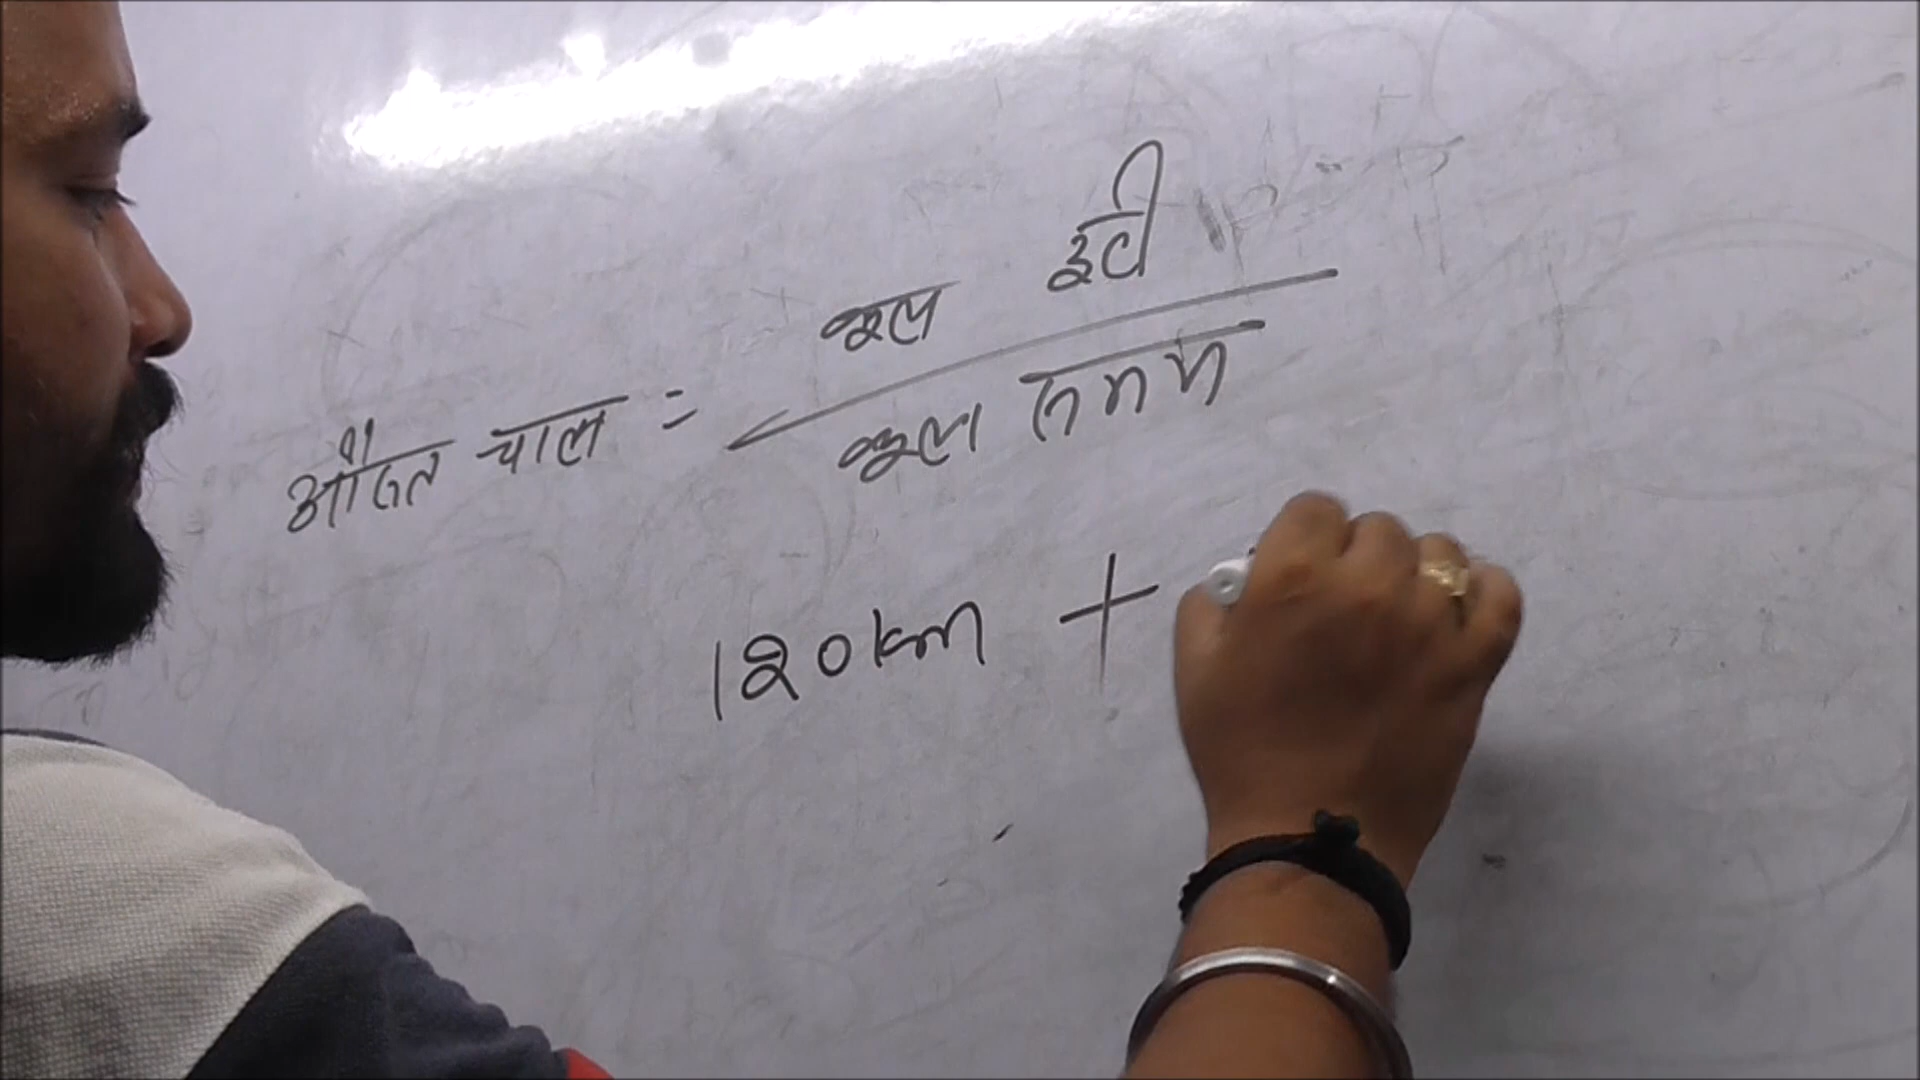 औसत चाल = कुल दूरी / कुल समय
120km +